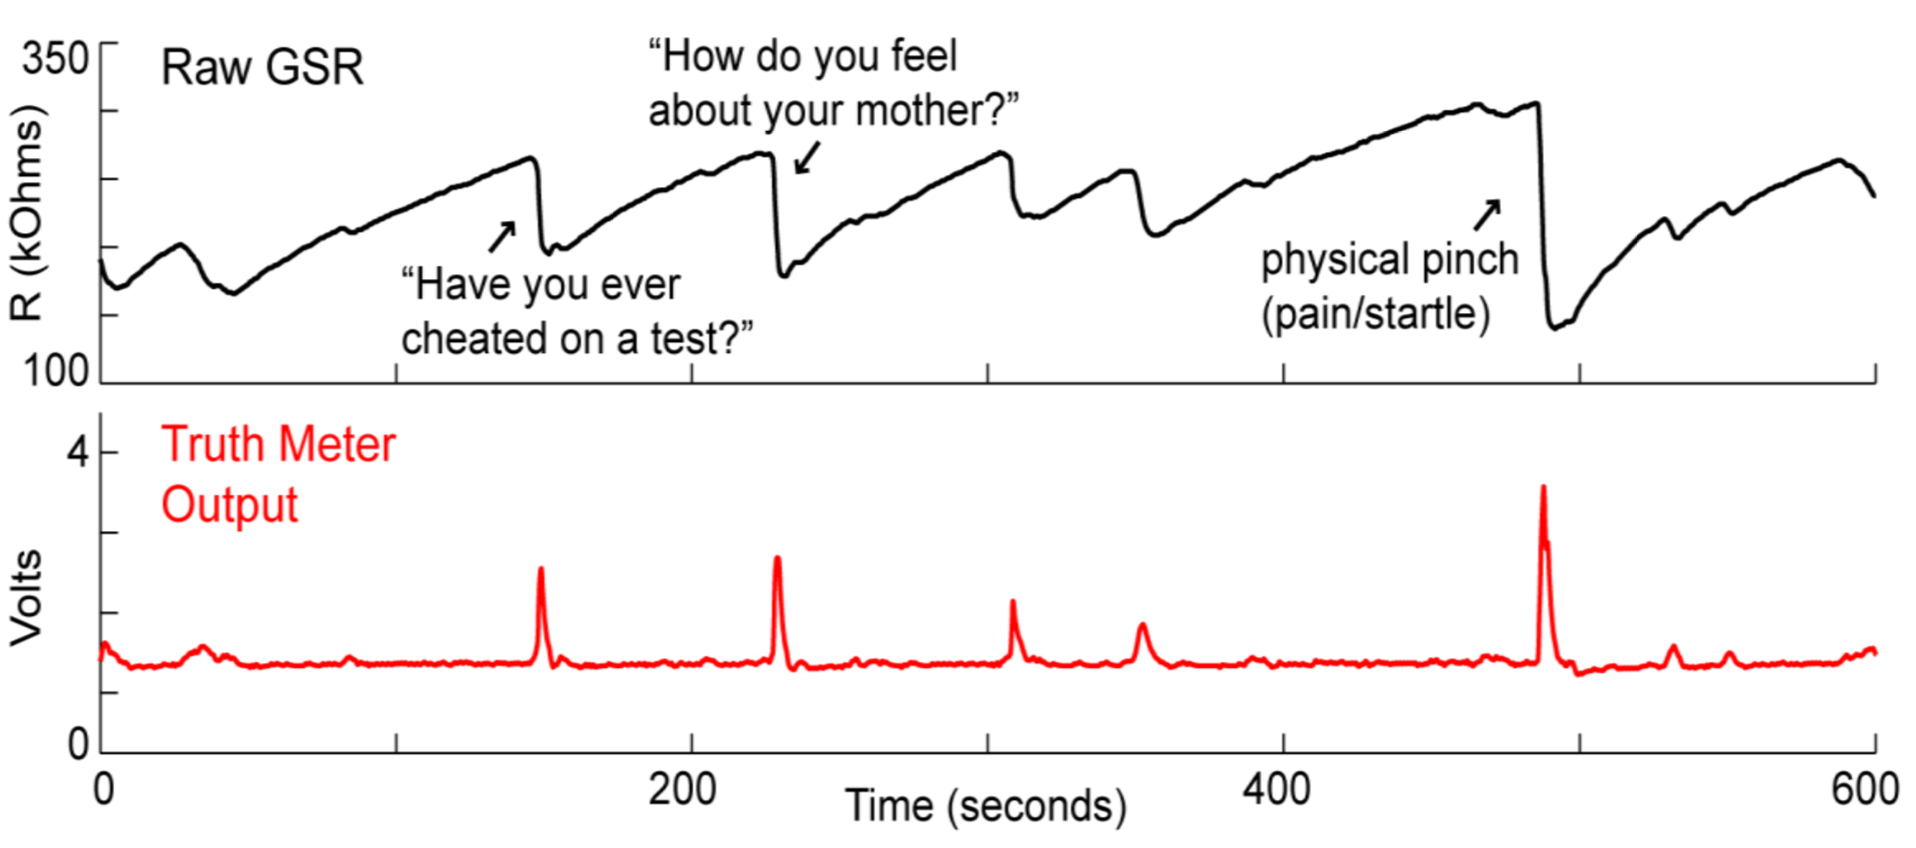 350
Raw GSR
“How do you feel
about your mother?”
R (kOhms)
“Have you ever
cheated on a test?”
physical pinch
(pain/startle)
100
4
Truth Meter
Output
Volts
0
0
200
Time (seconds)
400
600